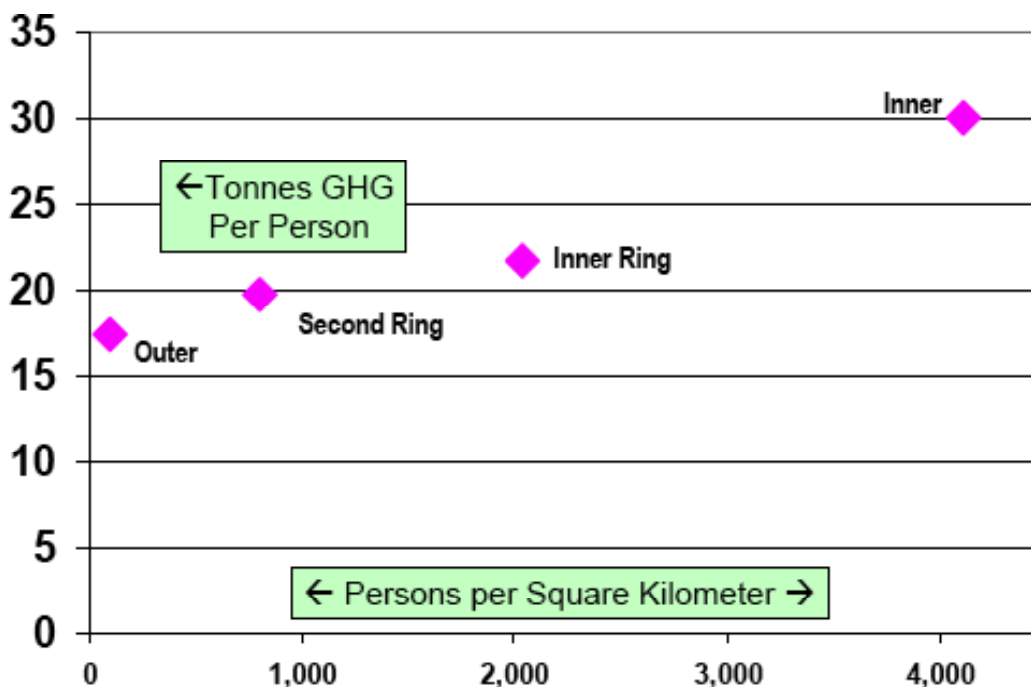 35
30
Inner
←Tonnes GHG
Per Person
25
Inner Ring
20
Second Ring
Outer
15
10
5
← Persons per Square Kilometer →
0
0 1,000 2,000 3,000 4,000